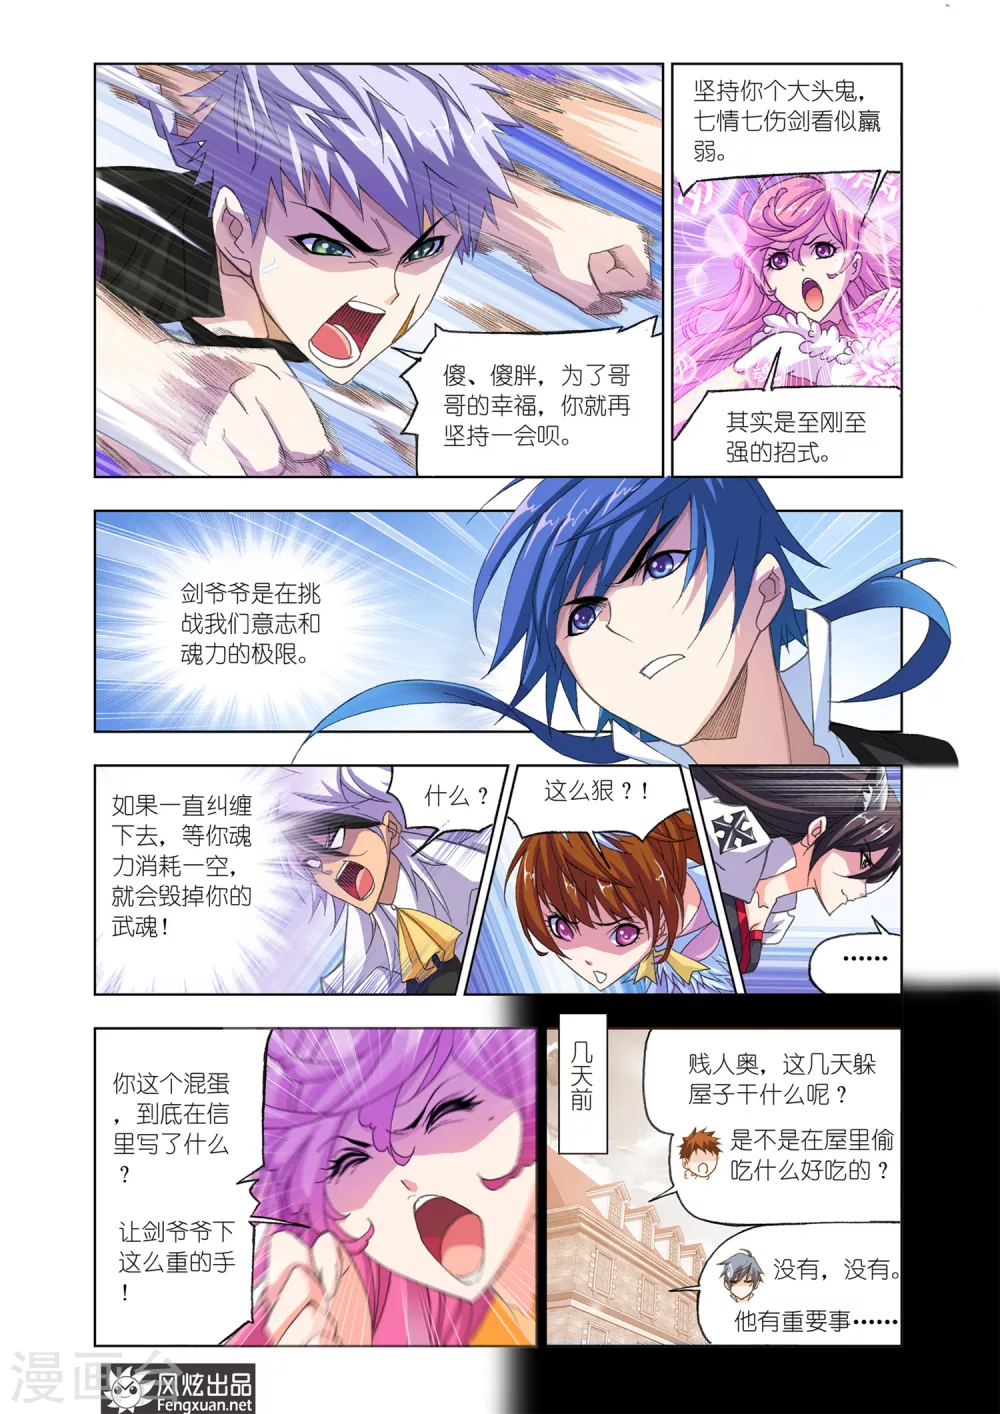 傻、傻胖，为了哥
哥的幸福，你就再
坚持一会呗。
坚持你个大头鬼，
七情七伤剑看似羸
弱。
其实是至刚至
强的招式。
剑爷爷是在挑
战我们意志和
魂力的极限。
如果一直纠缠
下去，等你魂
力消耗一空，
就会毁掉你的
武魂！
什么？
这么狠？！
……
你这个混蛋
，到底在信
里写了什么
？
让剑爷爷下
这么重的手
！
几天前
贱人奥，这几天躲
屋子干什么呢？
是不是在屋里偷
吃什么好吃的？
没有，没有。
他有重要事……
漫画台
风炫出品
Fengxuan.net